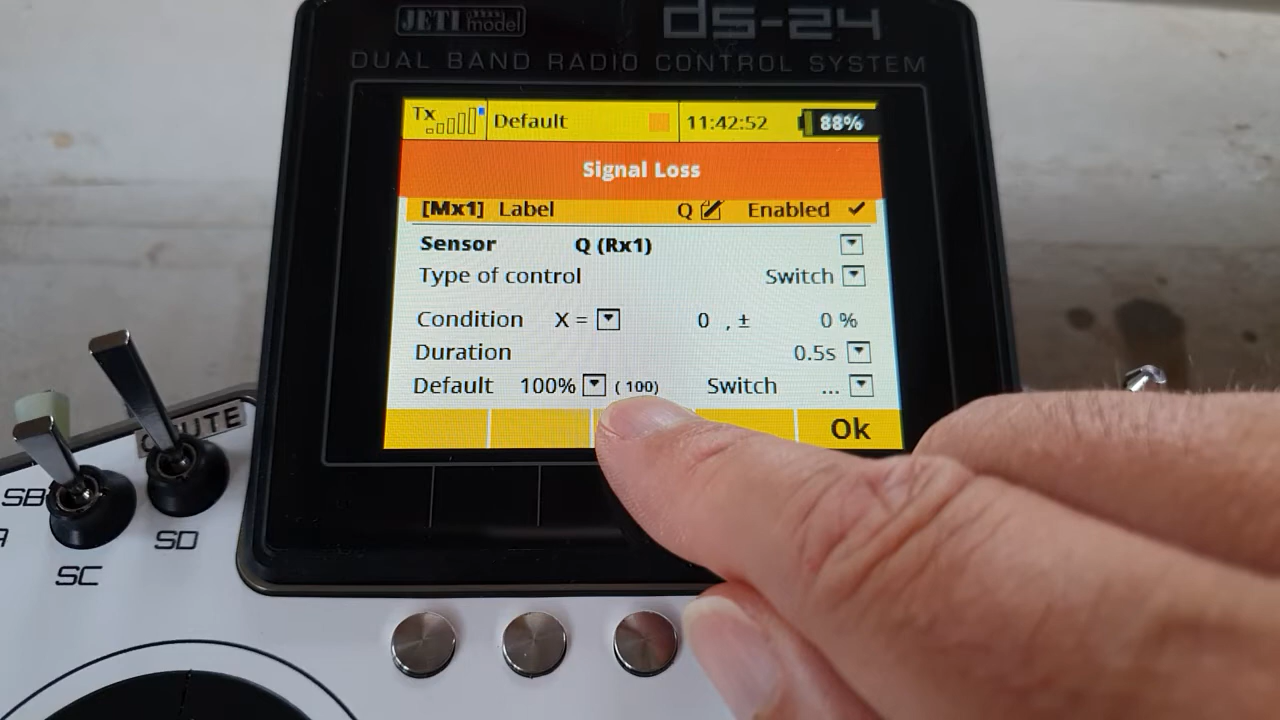 JETI model ds-24
DUAL BAND RADIO CONTROL SYSTEM
Tx Default 11:42:52 88%
Signal Loss
[Mx1] Label Q Enabled
Sensor Q (Rx1)
Type of control Switch
Condition X = 0 , ± 0 %
Duration 0.5s
Default 100% ( 100) Switch ...
Ok
SB
SD
SC